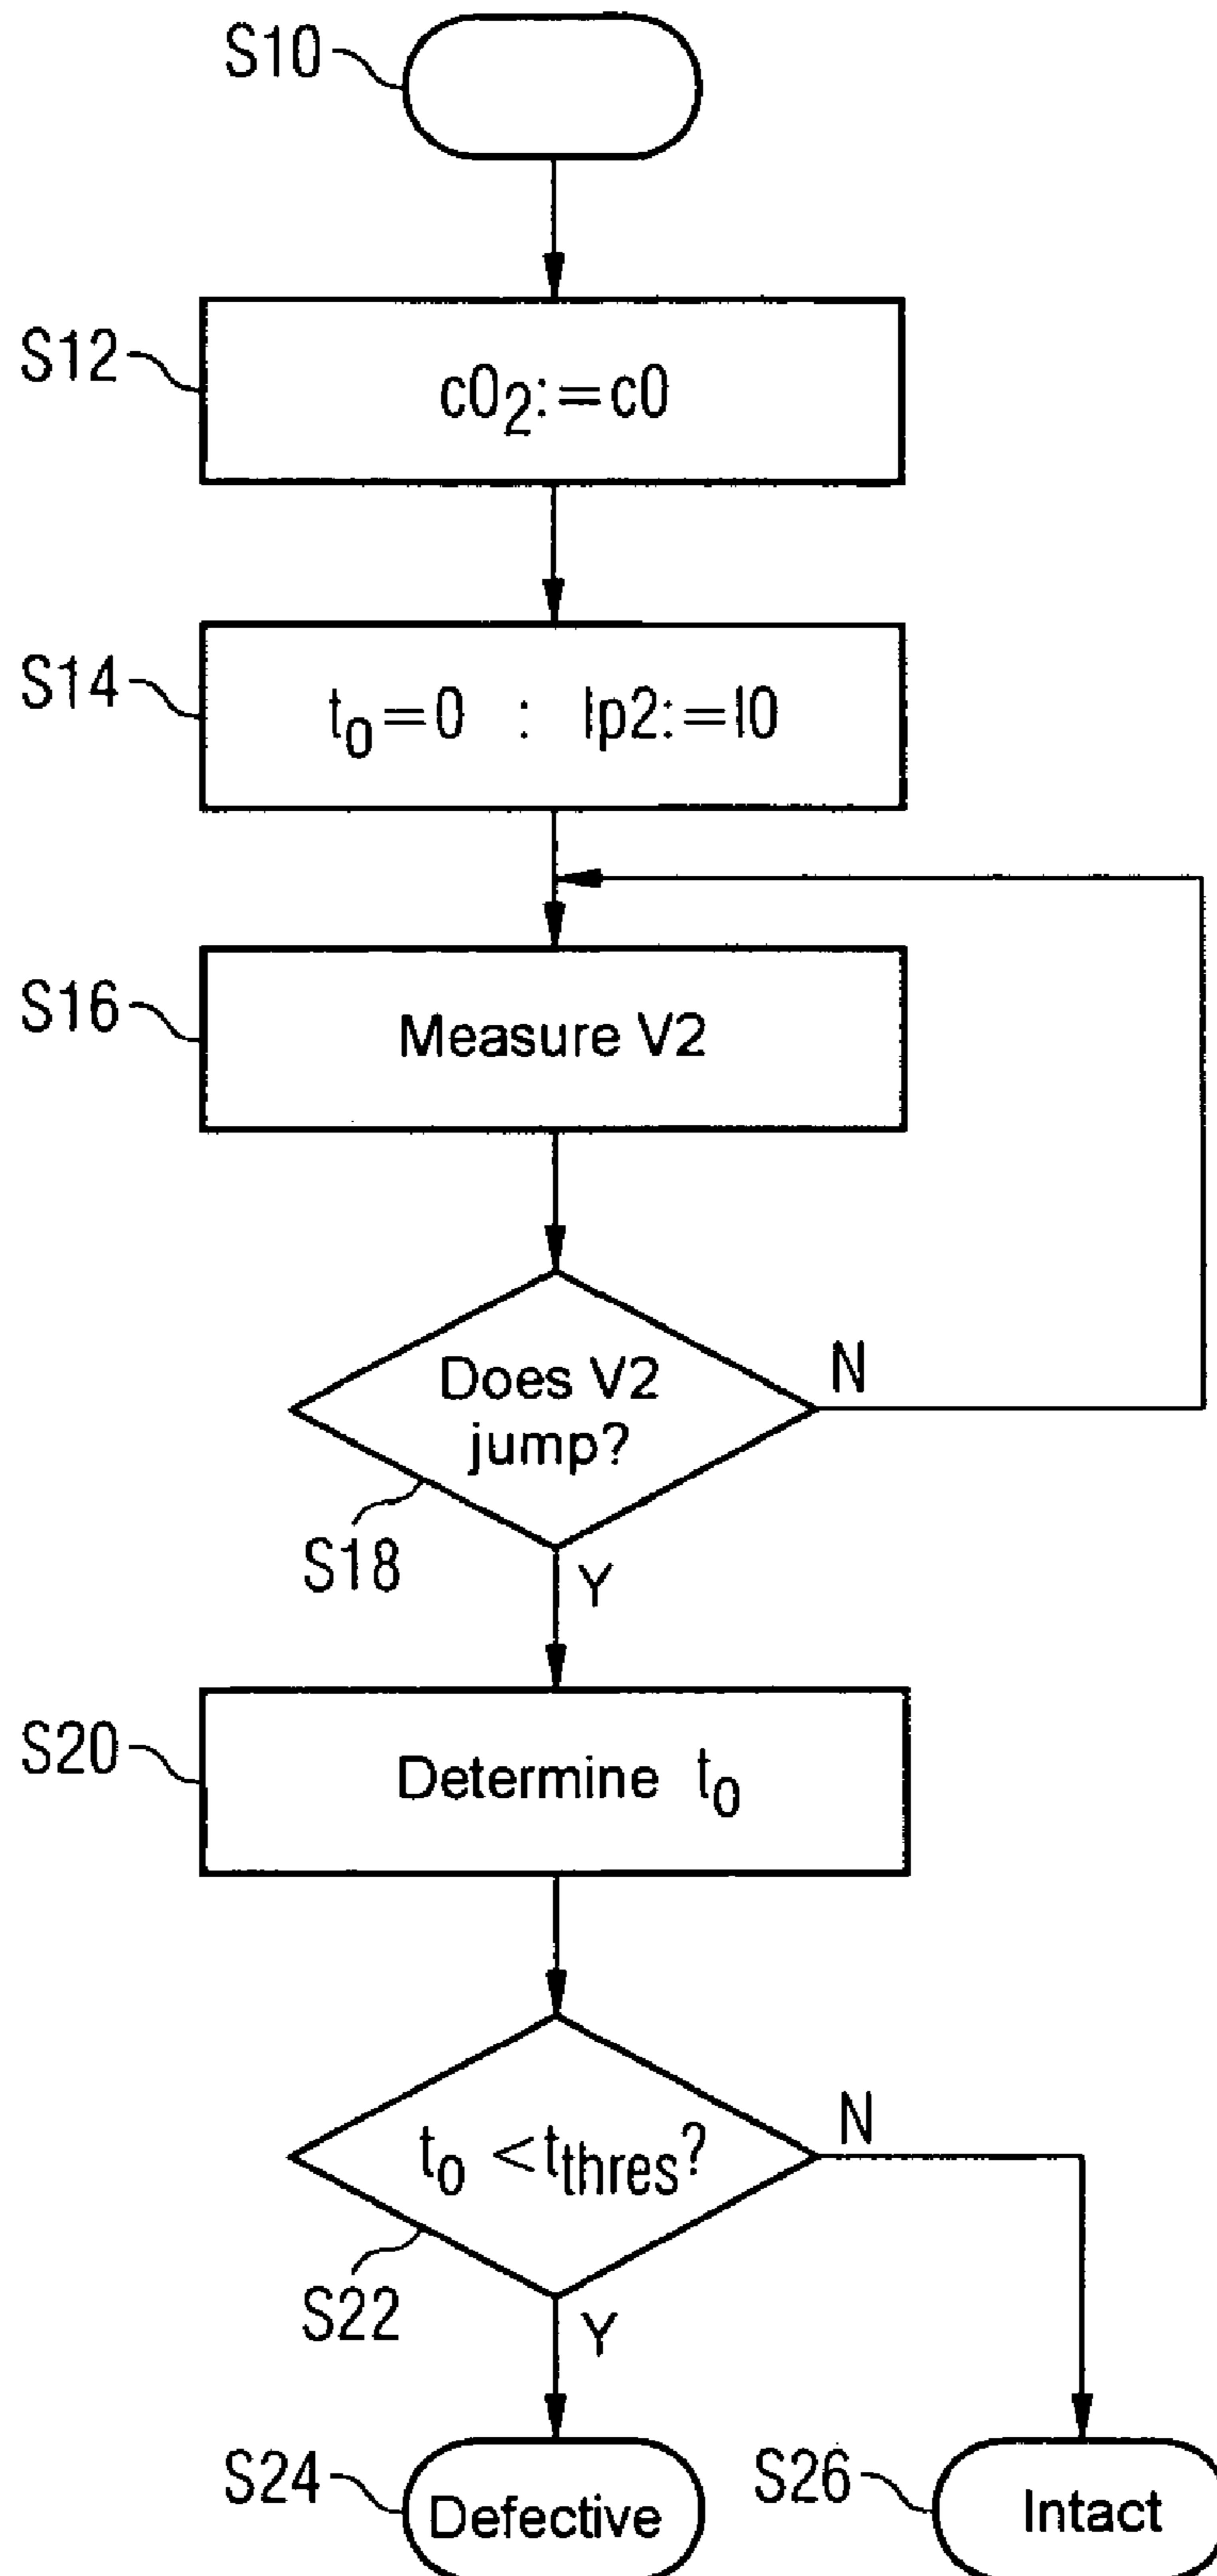 S10
S12
c0₂:=c0
S14
t₀=0 : Ip2:=I0
S16
Measure V2
Does V2
jump?
N
S18
Y
S20
Determine t₀
t₀ <t_thres?
N
S22
Y
S24
Defective
S26
Intact